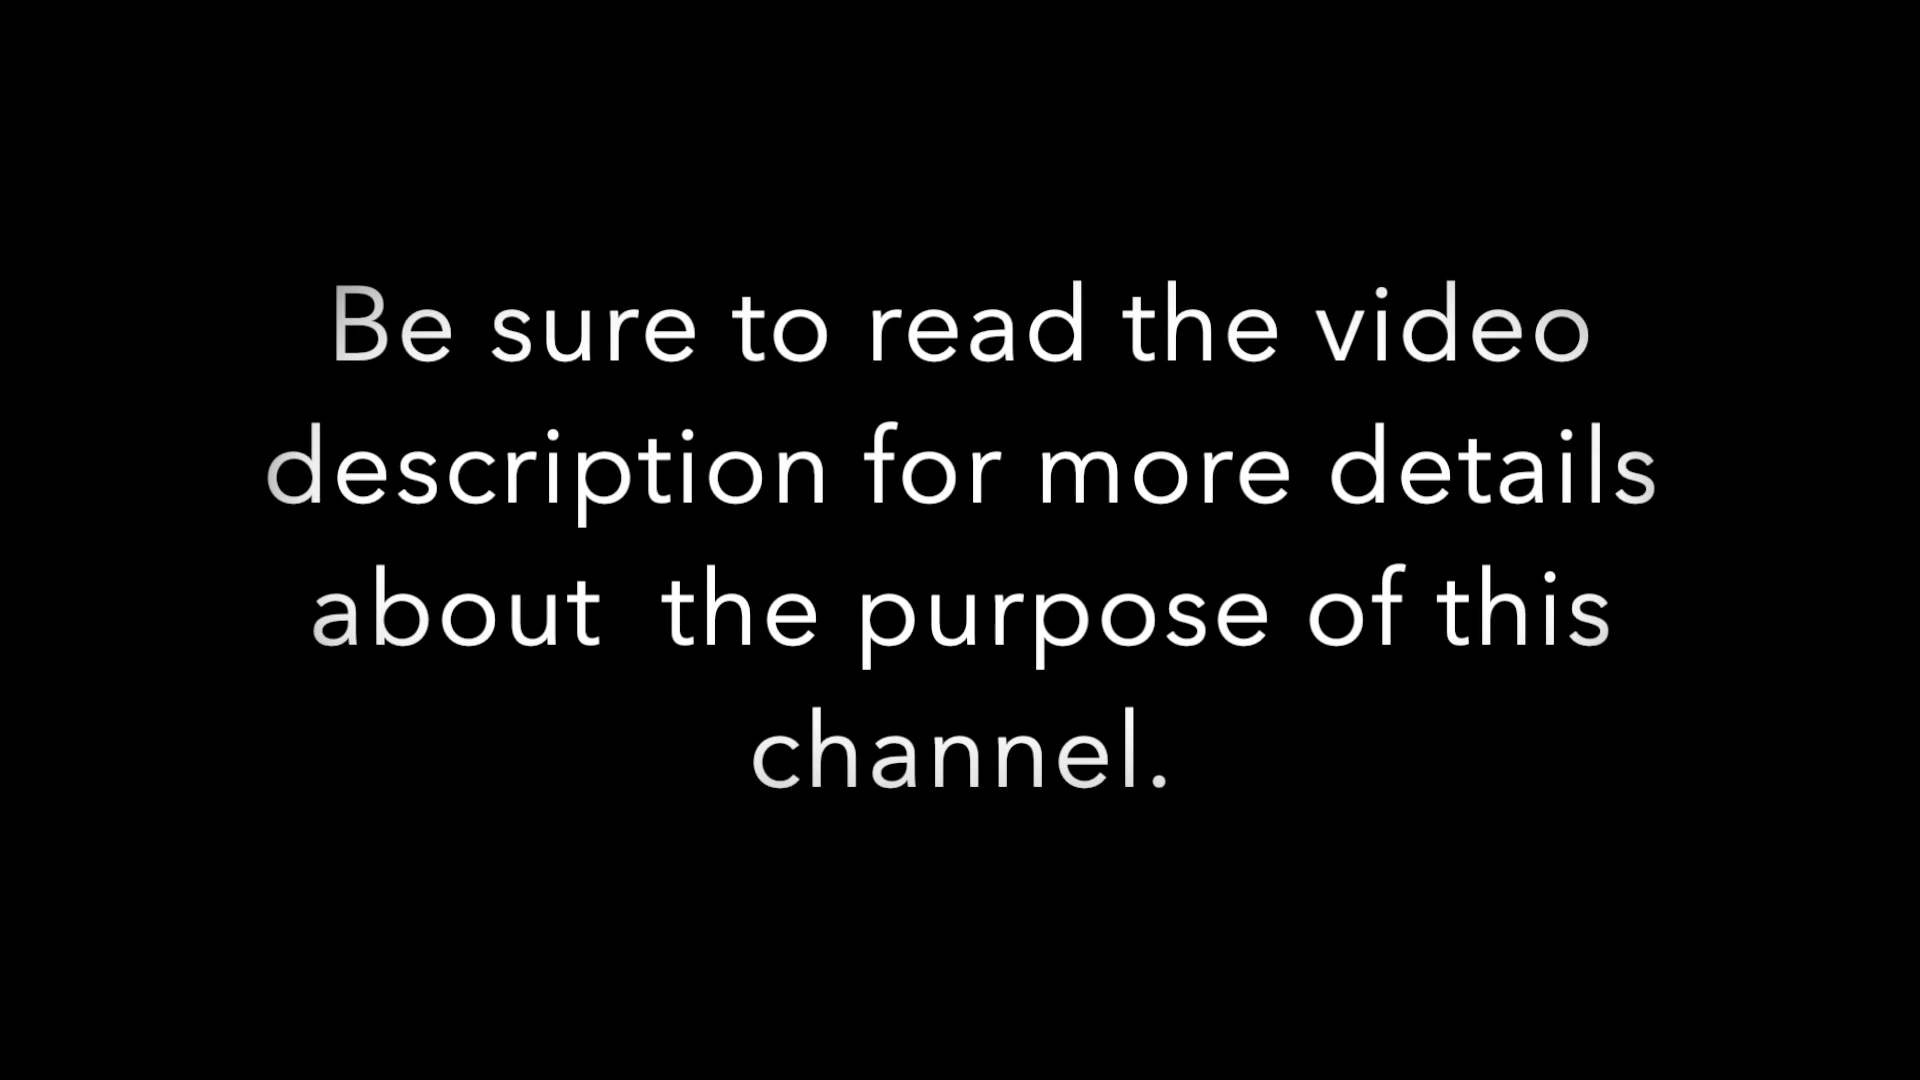 Be sure to read the video
description for more details
about  the purpose of this
channel.